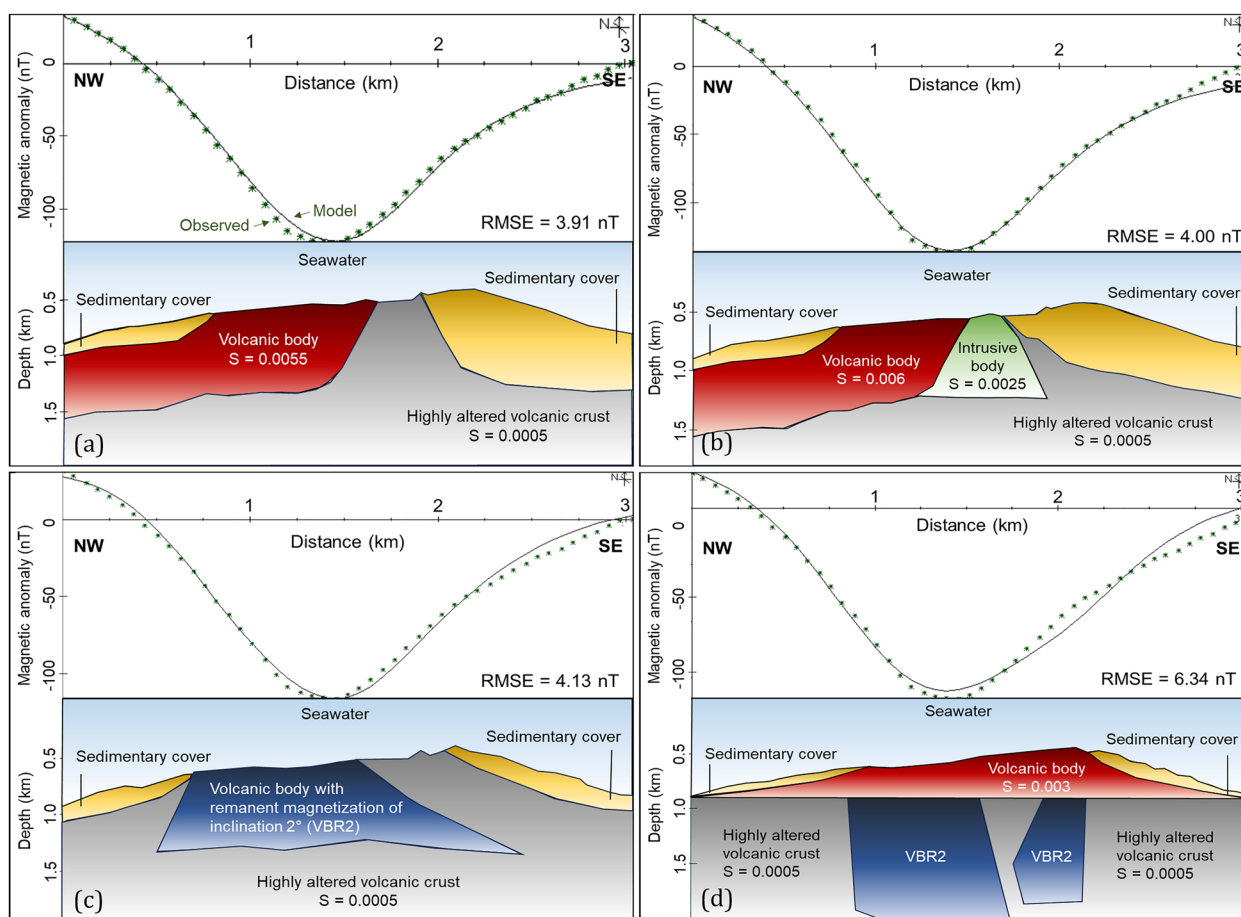 N
1
2
3
0
NW
Distance (km)
SE
Magnetic anomaly (nT)
-50
-100
Observed
Model
RMSE = 3.91 nT
Seawater
Sedimentary cover
Sedimentary cover
Depth (km)
0.5
1.0
1.5
Volcanic body
S = 0.0055
Highly altered volcanic crust
S = 0.0005
(a)
N
1
2
3
0
NW
Distance (km)
SE
Magnetic anomaly (nT)
-50
-100
RMSE = 4.00 nT
Seawater
Sedimentary cover
Sedimentary cover
Depth (km)
0.5
1.0
1.5
Volcanic body
S = 0.006
Intrusive
body
S = 0.0025
Highly altered volcanic crust
S = 0.0005
(b)
N
1
2
3
0
NW
Distance (km)
SE
Magnetic anomaly (nT)
-50
-100
RMSE = 4.13 nT
Seawater
Sedimentary cover
Sedimentary cover
Depth (km)
0.5
1.0
1.5
Volcanic body with
remanent magnetization of
inclination 2° (VBR2)
Highly altered volcanic crust
S = 0.0005
(c)
N
1
2
3
0
NW
Distance (km)
SE
Magnetic anomaly (nT)
-50
-100
RMSE = 6.34 nT
Seawater
Sedimentary cover
Sedimentary cover
Depth (km)
0.5
1.0
1.5
Volcanic body
S = 0.003
Highly altered
volcanic crust
S = 0.0005
VBR2
VBR2
Highly altered
volcanic crust
S = 0.0005
(d)